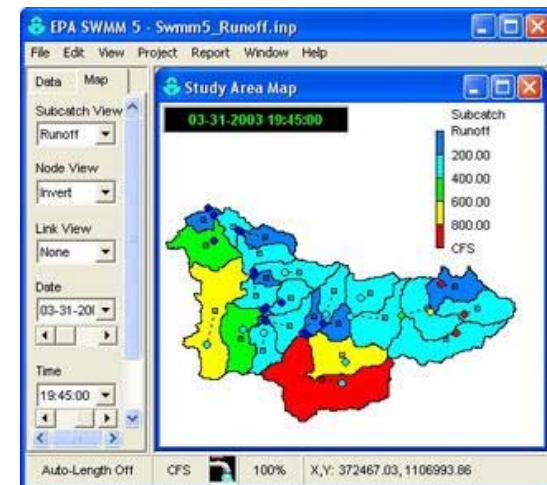 EPA SWMM 5 - Swmm5_Runoff.inp
File Edit View Project Report Window Help
Data Map
Subcatch View
Runoff
Node View
Invert
Link View
None
Date
03-31-200
Time
19:45:00
Study Area Map
03-31-2003 19:45:00
Subcatch
Runoff
200.00
400.00
600.00
800.00
CFS
Auto-Length Off CFS 100% X,Y: 372467.03, 1106993.86